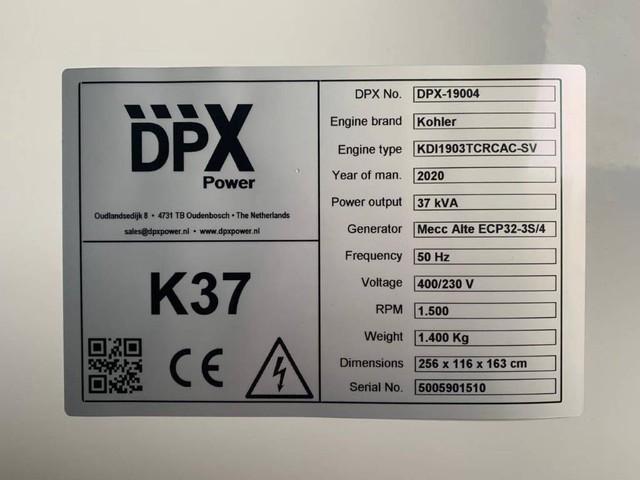 DPX
Power
Oudlandsedijk 8 • 4731 TB Oudenbosch • The Netherlands
sales@dpxpower.nl • www.dpxpower.nl
K37
CE
DPX No. DPX-19004
Engine brand Kohler
Engine type KDI1903TCRCAC-SV
Year of man. 2020
Power output 37 kVA
Generator Mecc Alte ECP32-3S/4
Frequency 50 Hz
Voltage 400/230 V
RPM 1.500
Weight 1.400 Kg
Dimensions 256 x 116 x 163 cm
Serial No. 5005901510